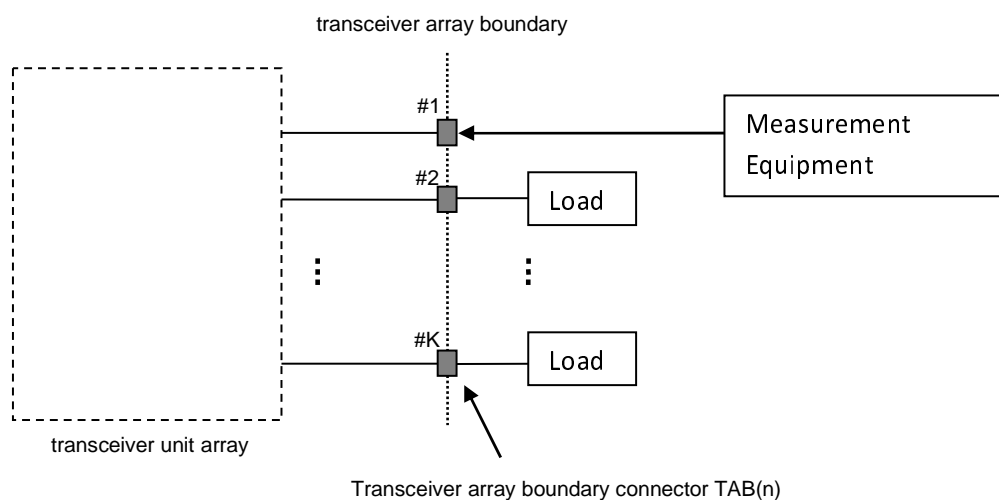 transceiver array boundary
#1
Measurement
Equipment
#2
Load
#K
Load
transceiver unit array
Transceiver array boundary connector TAB(n)